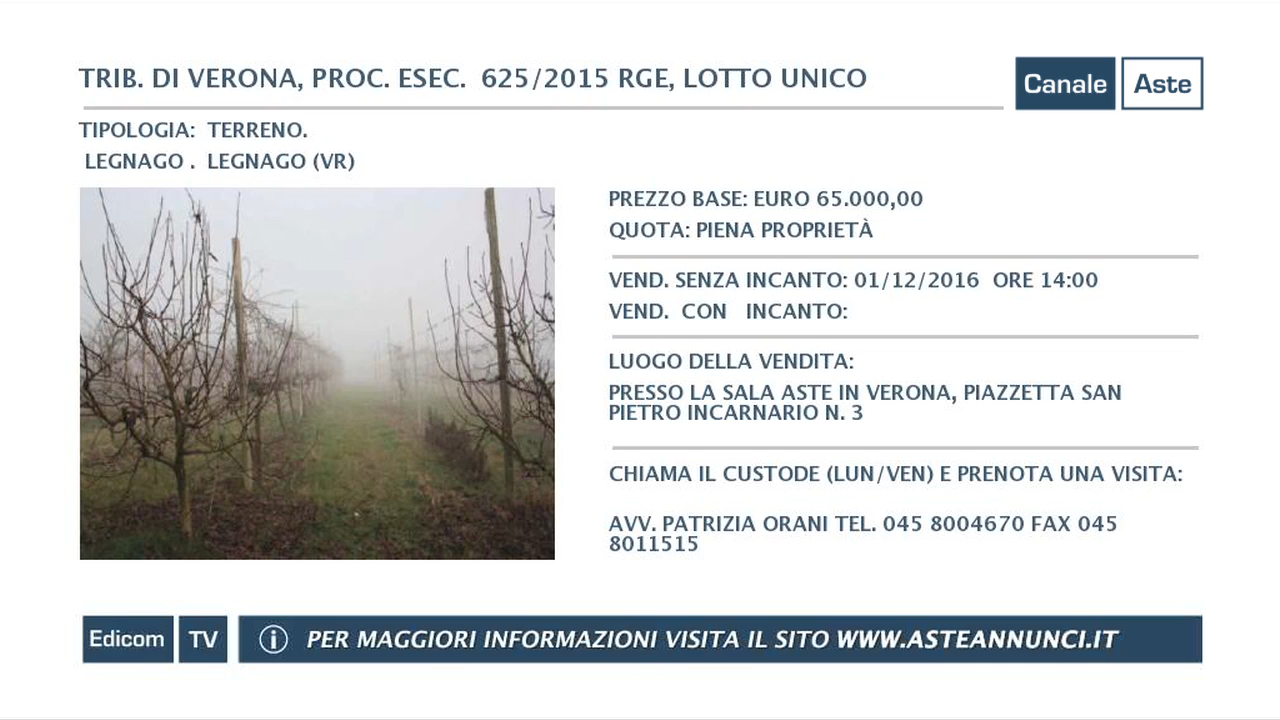 TRIB. DI VERONA, PROC. ESEC.  625/2015 RGE, LOTTO UNICO
Canale Aste
TIPOLOGIA:  TERRENO.
LEGNAGO .  LEGNAGO (VR)
PREZZO BASE: EURO 65.000,00
QUOTA: PIENA PROPRIETÀ
VEND. SENZA INCANTO: 01/12/2016  ORE 14:00
VEND.  CON   INCANTO:
LUOGO DELLA VENDITA:
PRESSO LA SALA ASTE IN VERONA, PIAZZETTA SAN
PIETRO INCARNARIO N. 3
CHIAMA IL CUSTODE (LUN/VEN) E PRENOTA UNA VISITA:
AVV. PATRIZIA ORANI TEL. 045 8004670 FAX 045
8011515
Edicom TV
PER MAGGIORI INFORMAZIONI VISITA IL SITO WWW.ASTEANNUNCI.IT